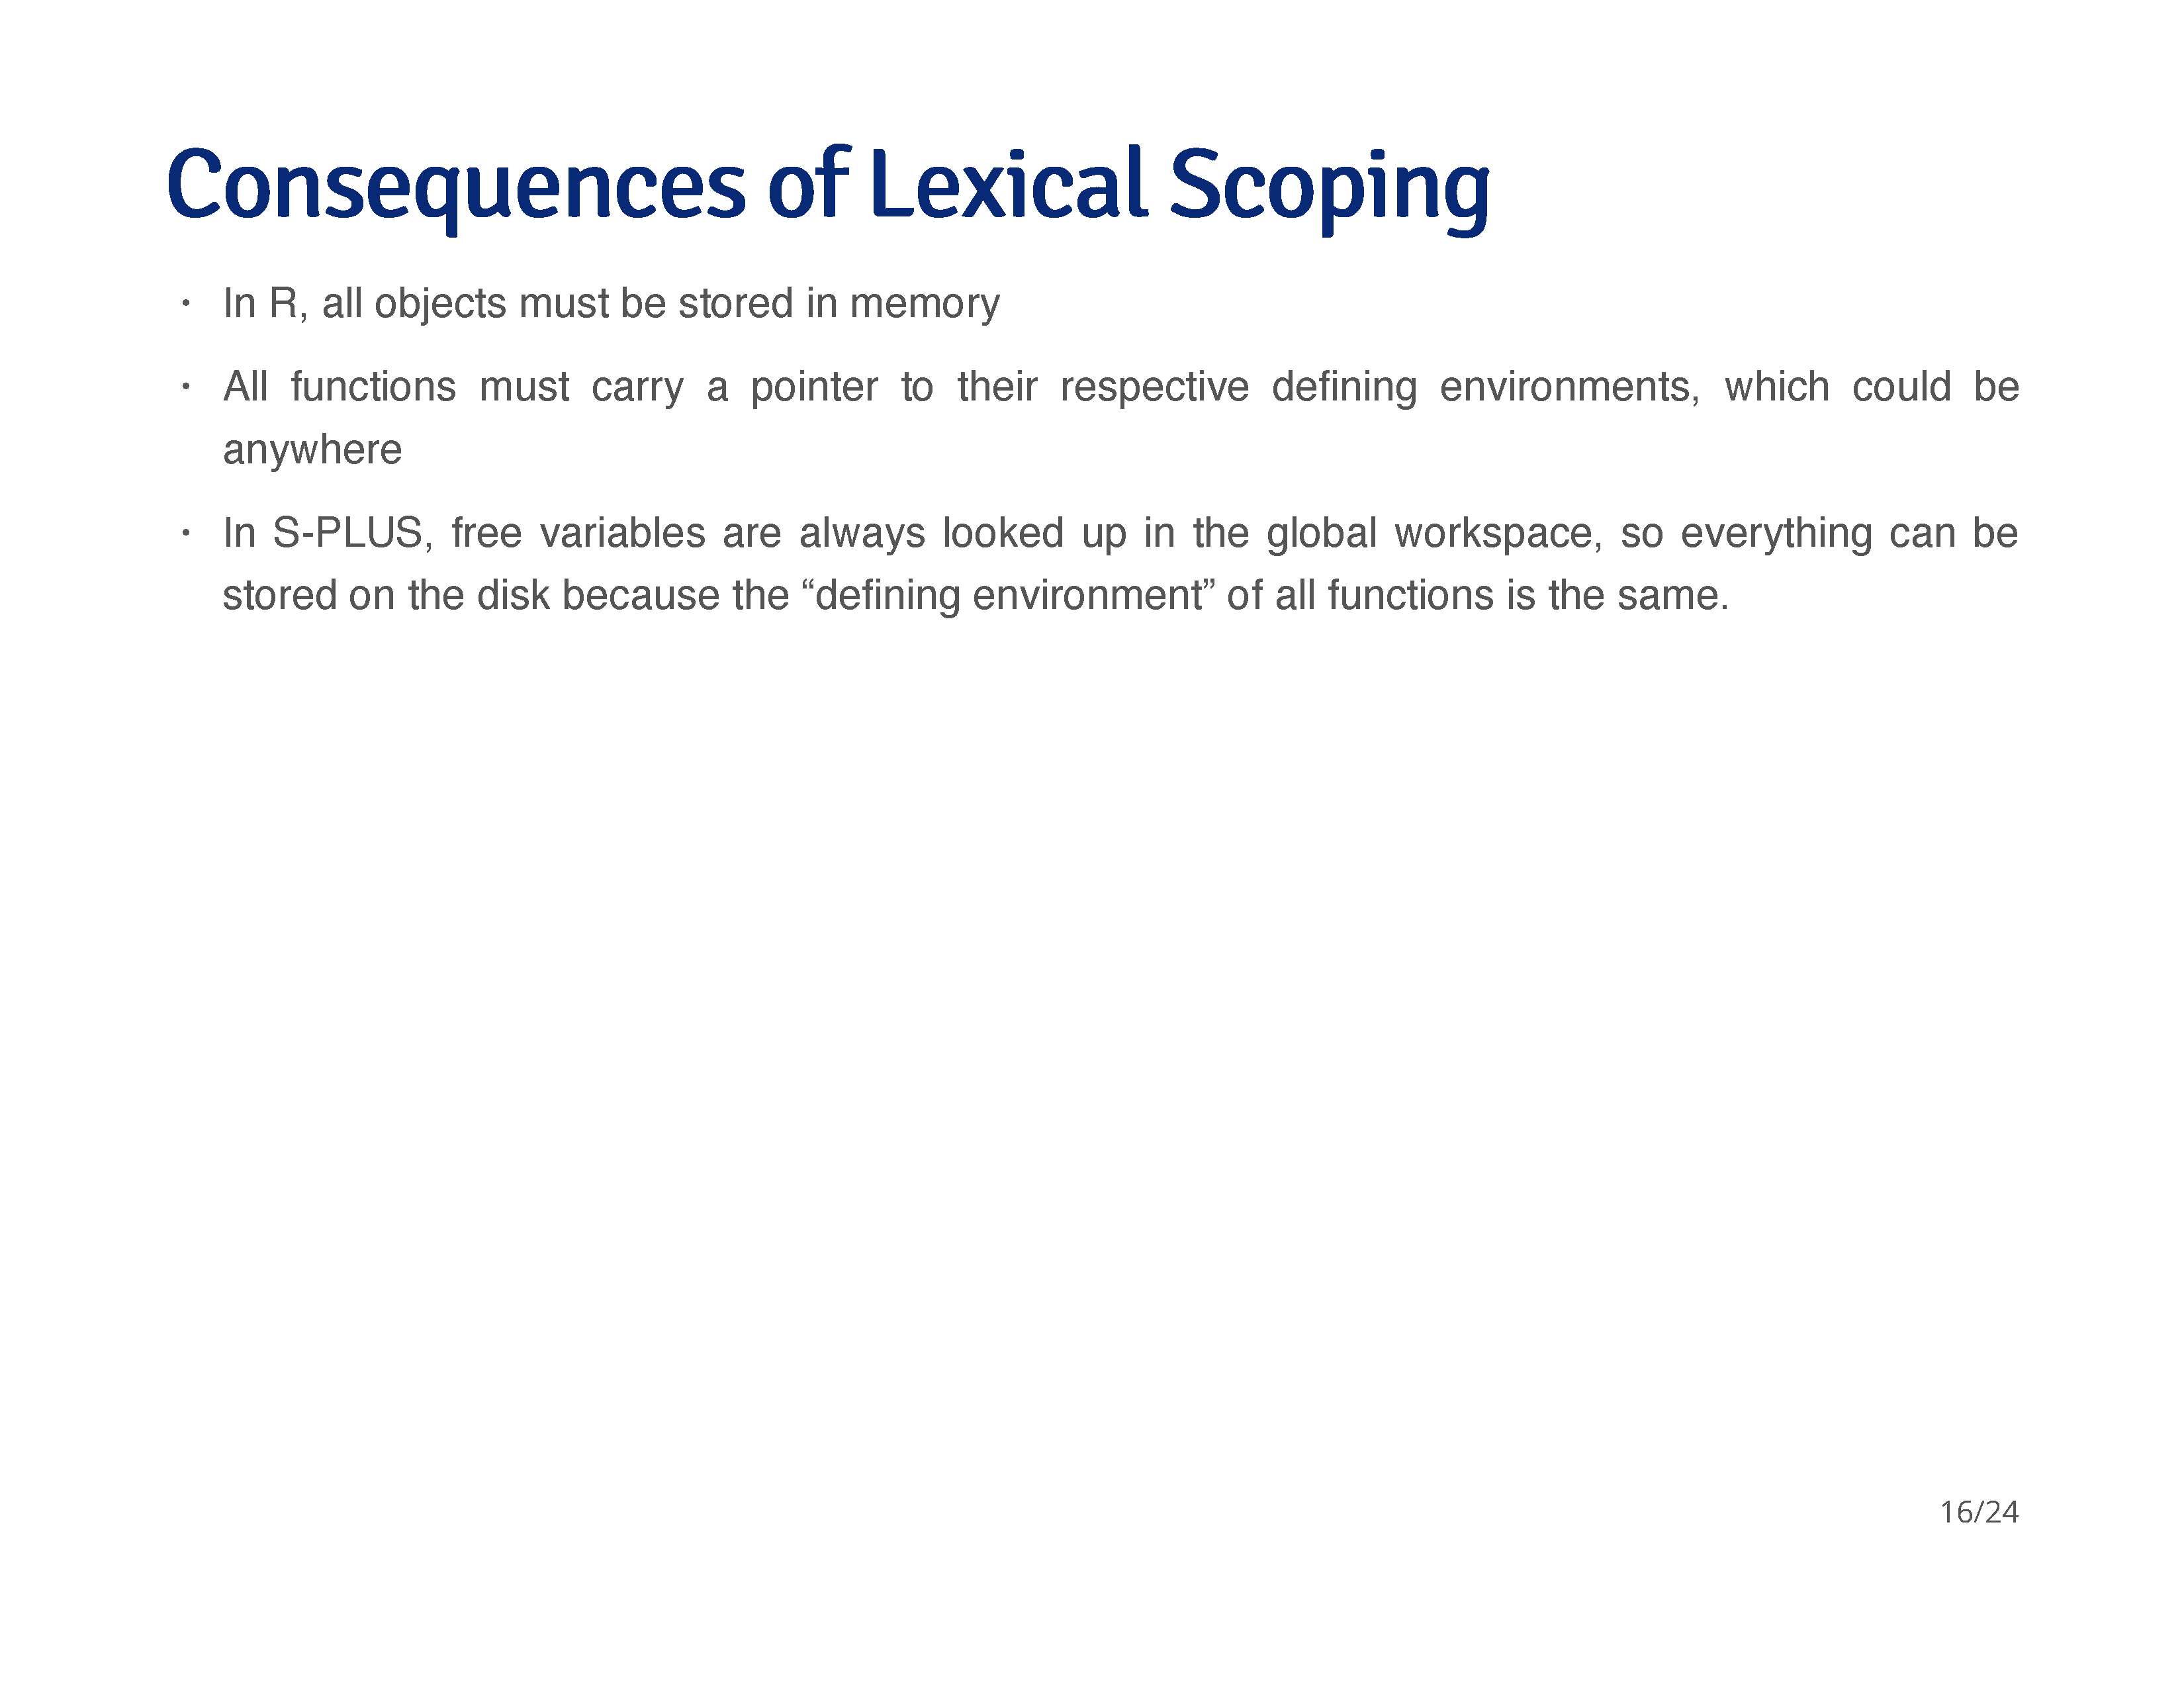 Consequences of Lexical Scoping
· In R, all objects must be stored in memory
· All functions must carry a pointer to their respective defining environments, which could be
anywhere
· In S-PLUS, free variables are always looked up in the global workspace, so everything can be
stored on the disk because the “defining environment” of all functions is the same.
16/24